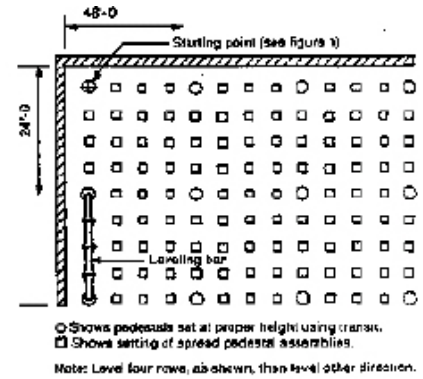 48'-0
Starting point (see figure 1)
24'-0
Leveling bar
Shows pedestals set at proper height using transit.
Shows setting of spread pedestal assemblies.
Note: Level four rows, as shown, then level other direction.